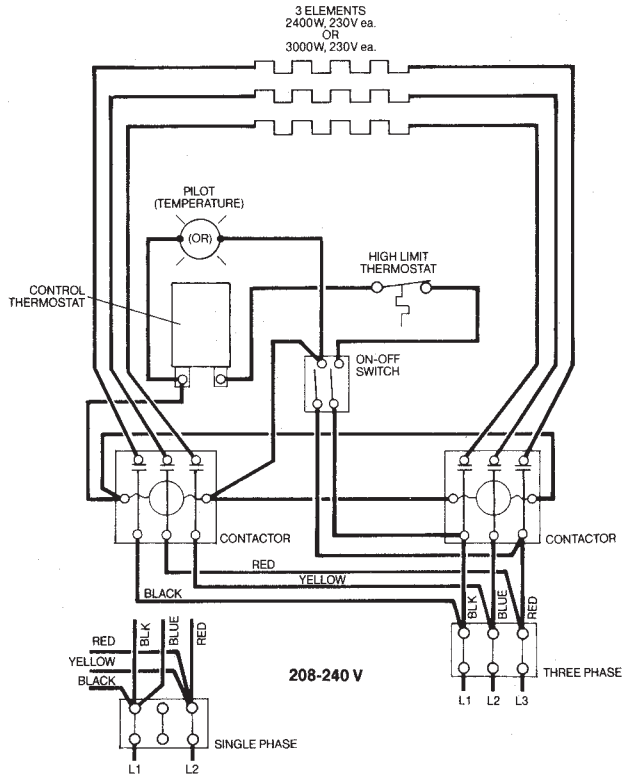 3 ELEMENTS
2400W, 230V ea.
OR
3000W, 230V ea.
PILOT
(TEMPERATURE)
(OR)
HIGH LIMIT
THERMOSTAT
CONTROL
THERMOSTAT
ON-OFF
SWITCH
CONTACTOR
CONTACTOR
RED
YELLOW
BLACK
BLK
BLUE
RED
BLK
BLUE
RED
RED
YELLOW
BLACK
208-240 V
THREE PHASE
L1
L2
L3
SINGLE PHASE
L1
L2